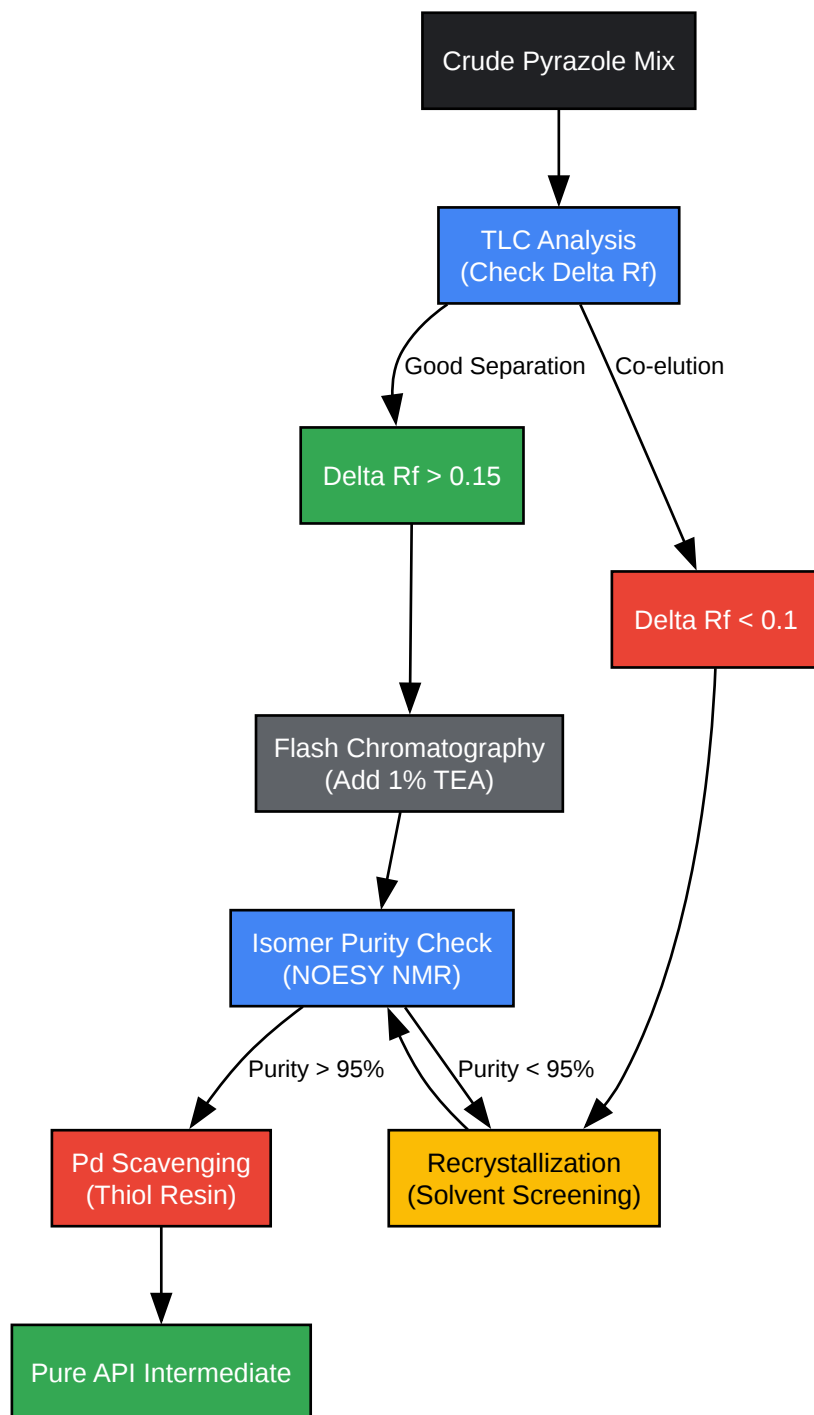 Crude Pyrazole Mix
TLC Analysis
(Check Delta Rf)
Good Separation
Co-elution
Delta Rf > 0.15
Delta Rf < 0.1
Flash Chromatography
(Add 1% TEA)
Isomer Purity Check
(NOESY NMR)
Purity > 95%
Purity < 95%
Pd Scavenging
(Thiol Resin)
Recrystallization
(Solvent Screening)
Pure API Intermediate